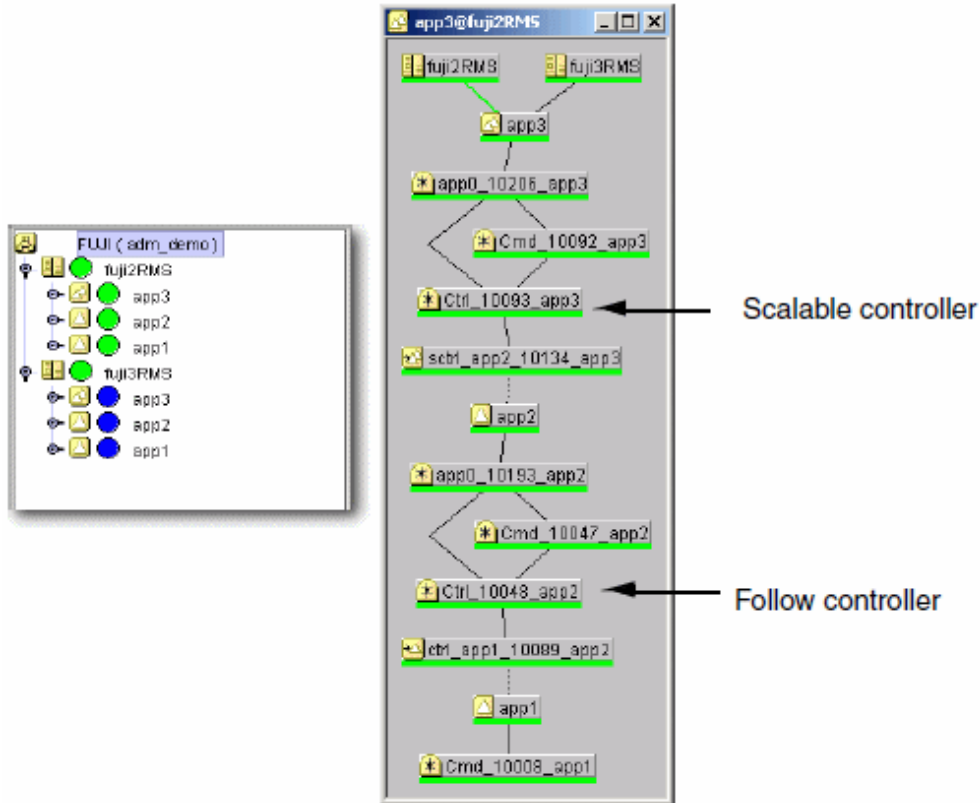 FUJI ( adm_demo )
fuji2RMS
app3
app2
app1
fuji3RMS
app3
app2
app1
app3@fuji2RMS
fuji2RMS fuji3RMS
app3
app0_10206_app3
Cmd_10092_app3
Ctrl_10093_app3
sctrl_app2_10134_app3
app2
app0_10193_app2
Cmd_10047_app2
Ctrl_10048_app2
ctrl_app1_10089_app2
app1
Cmd_10008_app1
Scalable controller
Follow controller